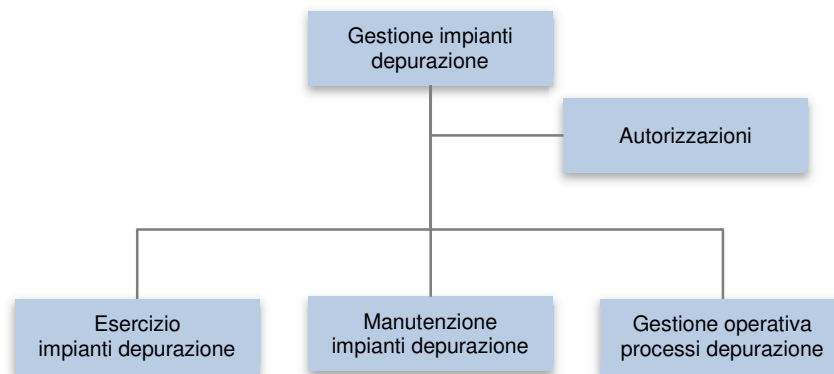 Gestione impianti
depurazione
Autorizzazioni
Esercizio
impianti depurazione
Manutenzione
impianti depurazione
Gestione operativa
processi depurazione